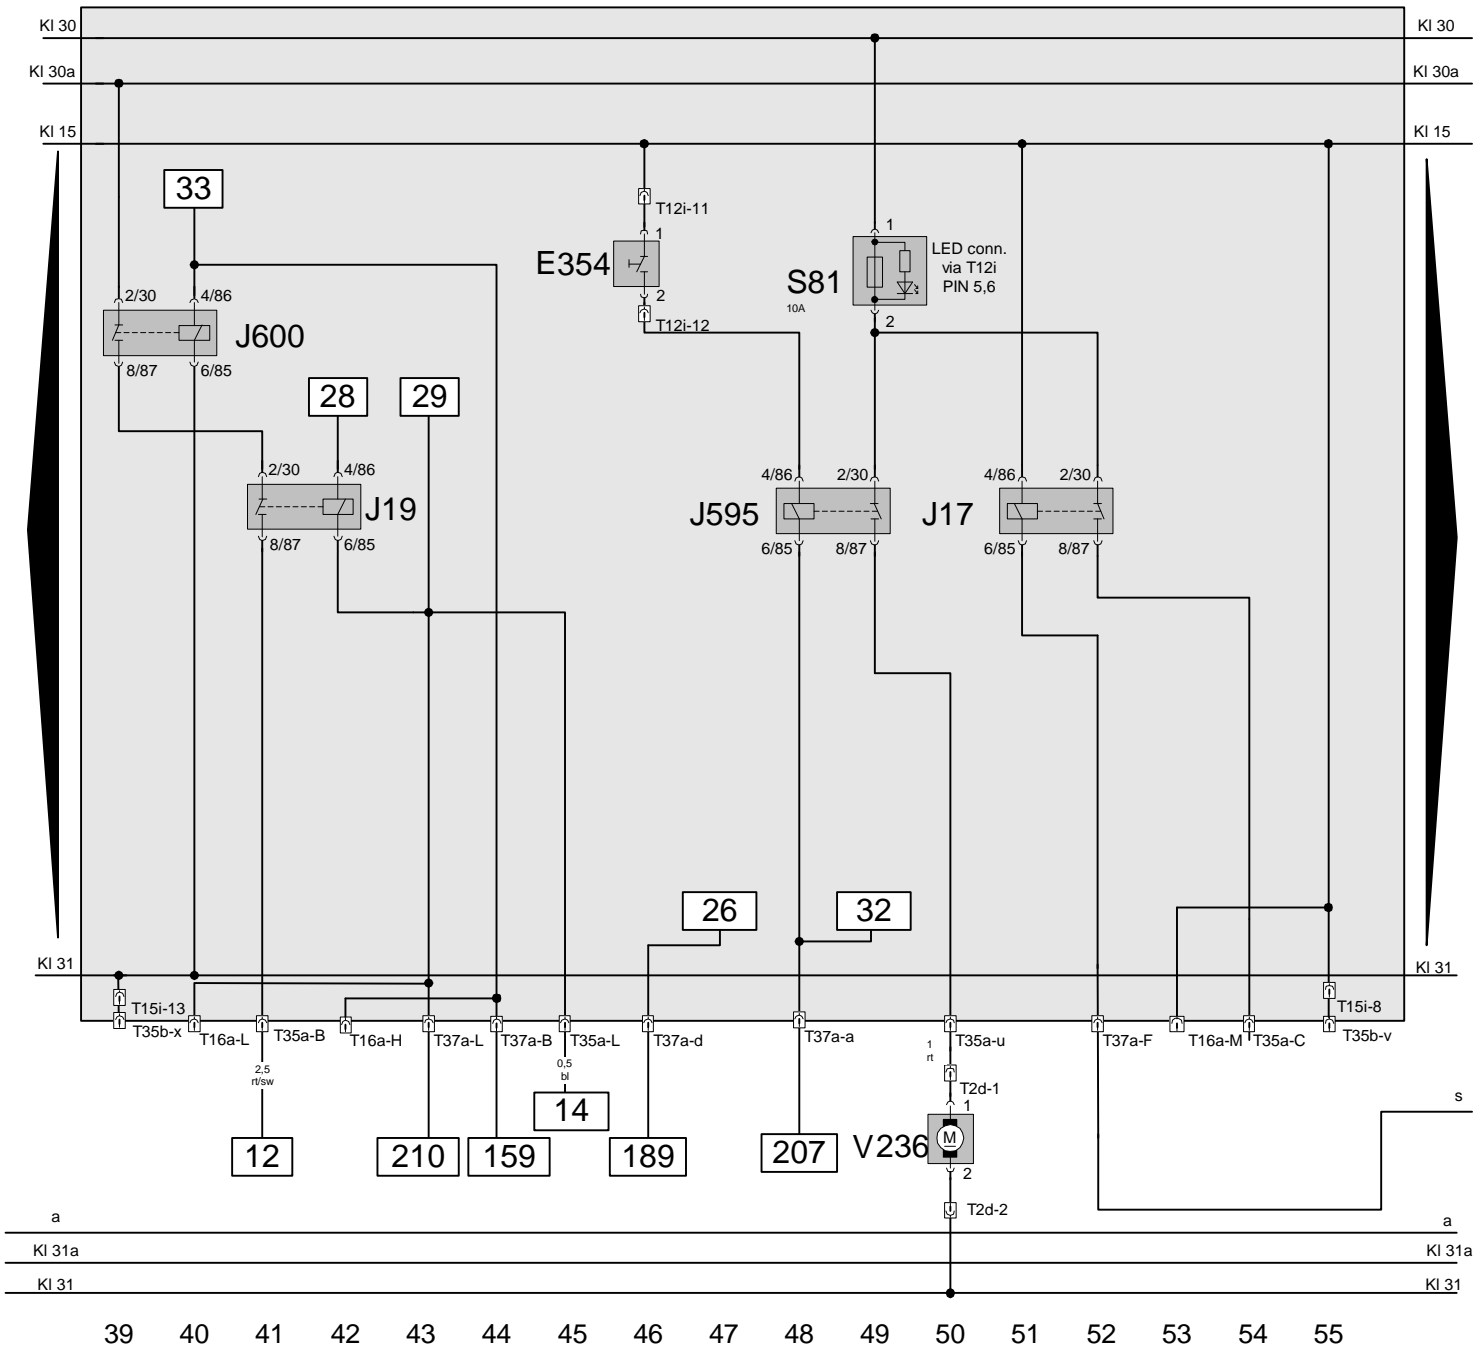 Kl 30 Kl 30
Kl 30a Kl 30a
Kl 15 Kl 15
33
T12i-11
1
E354
2
T12i-12
1
S81
10A
LED conn.
via T12i
PIN 5,6
2
2/30 4/86
J600
8/87 6/85
28 29
2/30 4/86
J19
8/87 6/85
4/86 2/30
J595
6/85 8/87
4/86 2/30
J17
6/85 8/87
26 32
Kl 31 Kl 31
T15i-13 T15i-8
T35b-x T16a-L T35a-B T16a-H T37a-L T37a-B T35a-L T37a-d T37a-a T35a-u T37a-F T16a-M T35a-C T35b-v
2,5
rt/sw
0,5
bl
1
rt
T2d-1
1
14
12 210 159 189 207
V236
M
2
T2d-2
s
a a
Kl 31a Kl 31a
Kl 31 Kl 31
39 40 41 42 43 44 45 46 47 48 49 50 51 52 53 54 55